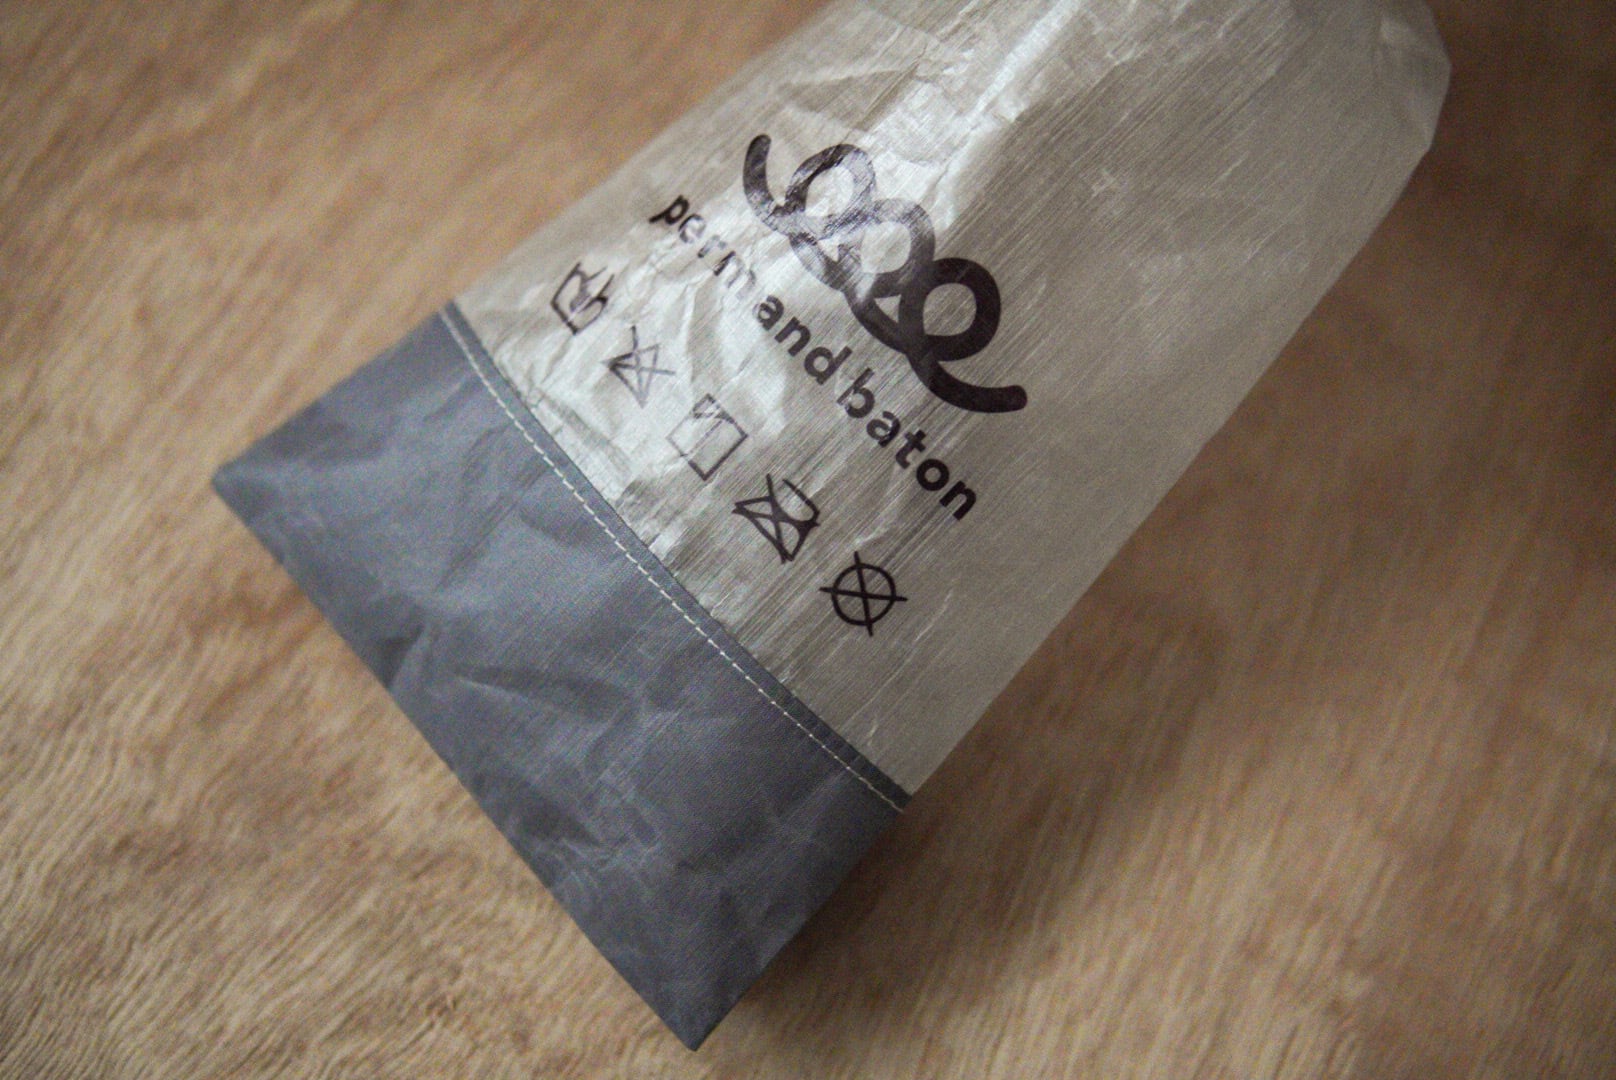 perm and baton